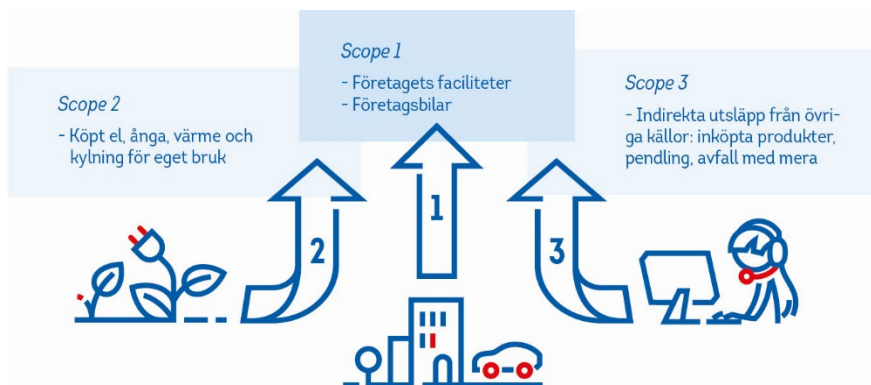 Scope 1
- Företagets faciliteter
- Företagsbilar
Scope 2
- Köpt el, ånga, värme och
kylning för eget bruk
Scope 3
- Indirekta utsläpp från övri-
ga källor: inköpta produkter,
pendling, avfall med mera
2
1
3